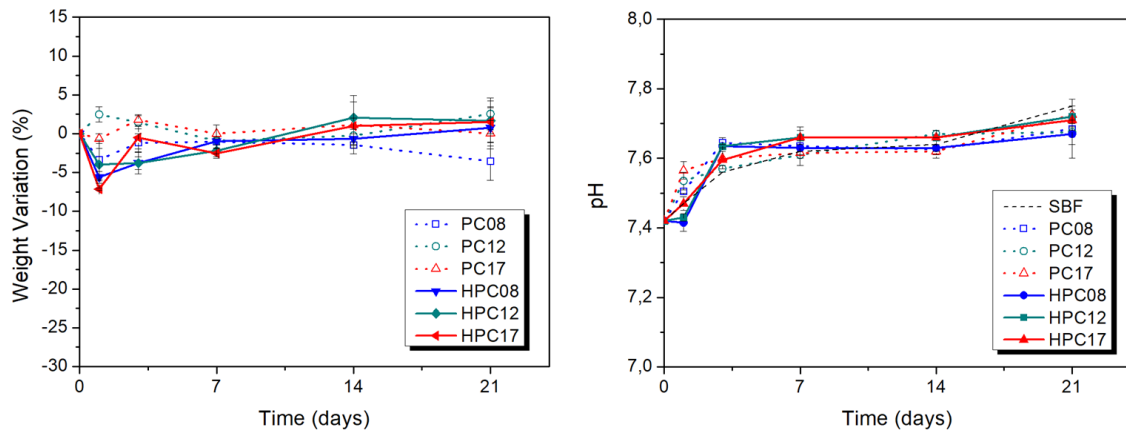 15
10
5
0
-5
-10
-15
-20
-25
-30
Weight Variation (%)
PC08
PC12
PC17
HPC08
HPC12
HPC17
0
7
14
21
Time (days)
8,0
7,8
7,6
7,4
7,2
7,0
pH
SBF
PC08
PC12
PC17
HPC08
HPC12
HPC17
0
7
14
21
Time (days)